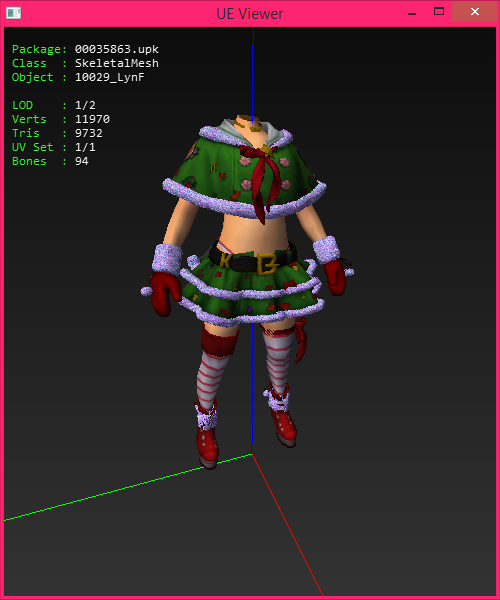 UE Viewer
Package: 00035863.upk
Class : SkeletalMesh
Object : 10029_LynF
LOD : 1/2
Verts : 11970
Tris : 9732
UV Set : 1/1
Bones : 94